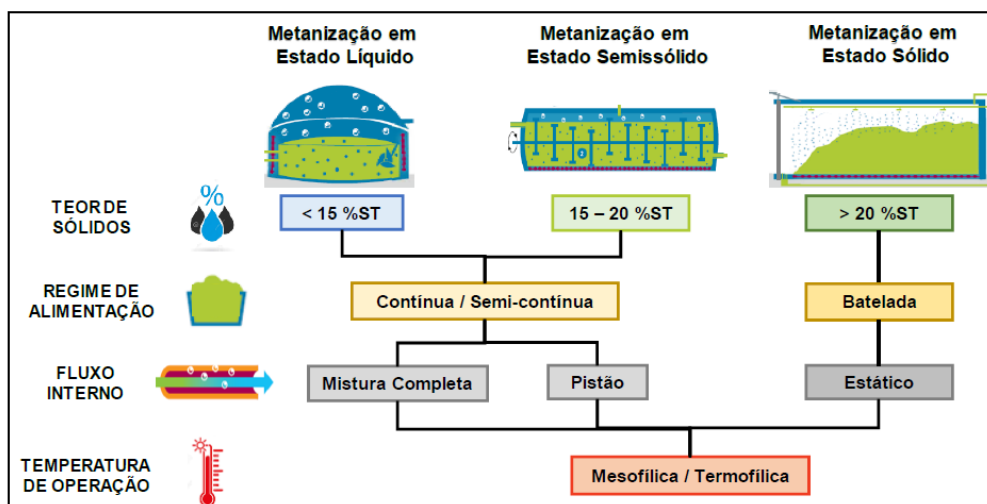 Metanização em
Estado Líquido
Metanização em
Estado Semissólido
Metanização em
Estado Sólido
%
TEOR DE
SÓLIDOS
< 15 %ST
15 – 20 %ST
> 20 %ST
REGIME DE
ALIMENTAÇÃO
Contínua / Semi-contínua
Batelada
FLUXO
INTERNO
Mistura Completa
Pistão
Estático
TEMPERATURA
DE OPERAÇÃO
Mesofílica / Termofílica